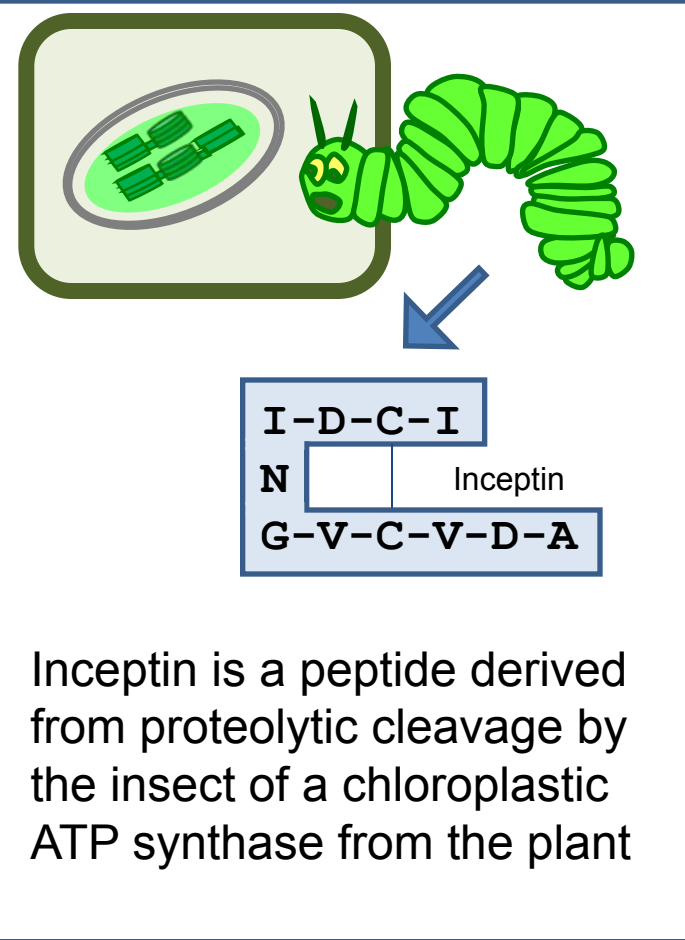 I-D-C-I
N
Inceptin
G-V-C-V-D-A
Inceptin is a peptide derived
from proteolytic cleavage by
the insect of a chloroplastic
ATP synthase from the plant